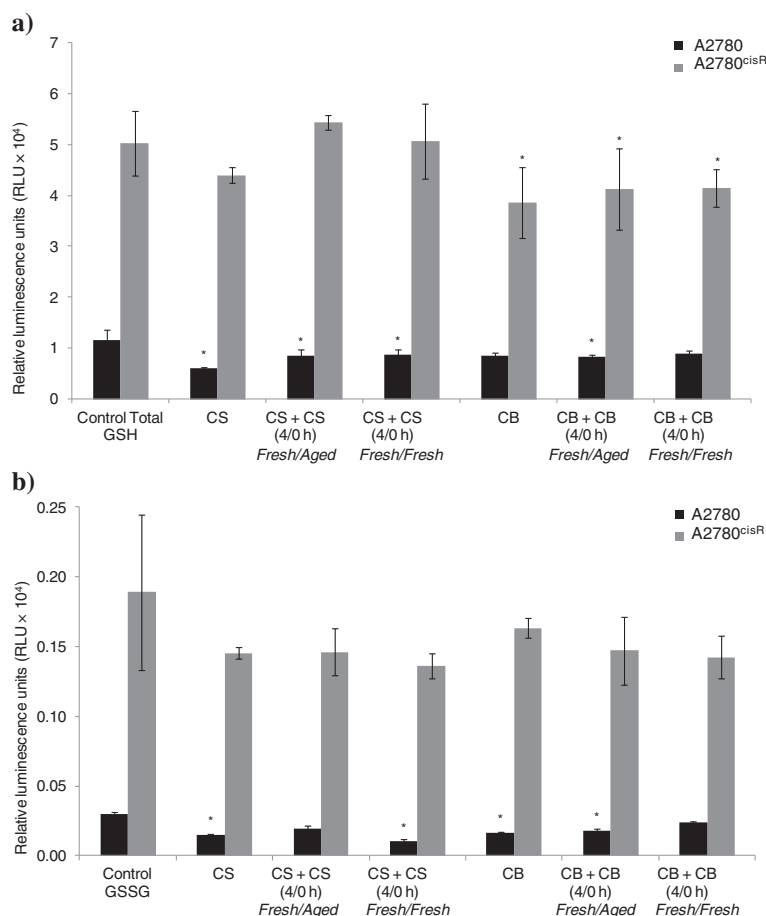 a)
7
6
5
4
3
2
1
0
Relative luminescence units (RLU × 10⁴)
A2780
A2780cisR
* * * * * * *
Control Total GSH
CS
CS + CS (4/0 h) Fresh/Aged
CS + CS (4/0 h) Fresh/Fresh
CB
CB + CB (4/0 h) Fresh/Aged
CB + CB (4/0 h) Fresh/Fresh
b)
0.25
0.20
0.15
0.10
0.05
0.00
Relative luminescence units (RLU × 10⁴)
A2780
A2780cisR
* * * *
Control GSSG
CS
CS + CS (4/0 h) Fresh/Aged
CS + CS (4/0 h) Fresh/Fresh
CB
CB + CB (4/0 h) Fresh/Aged
CB + CB (4/0 h) Fresh/Fresh